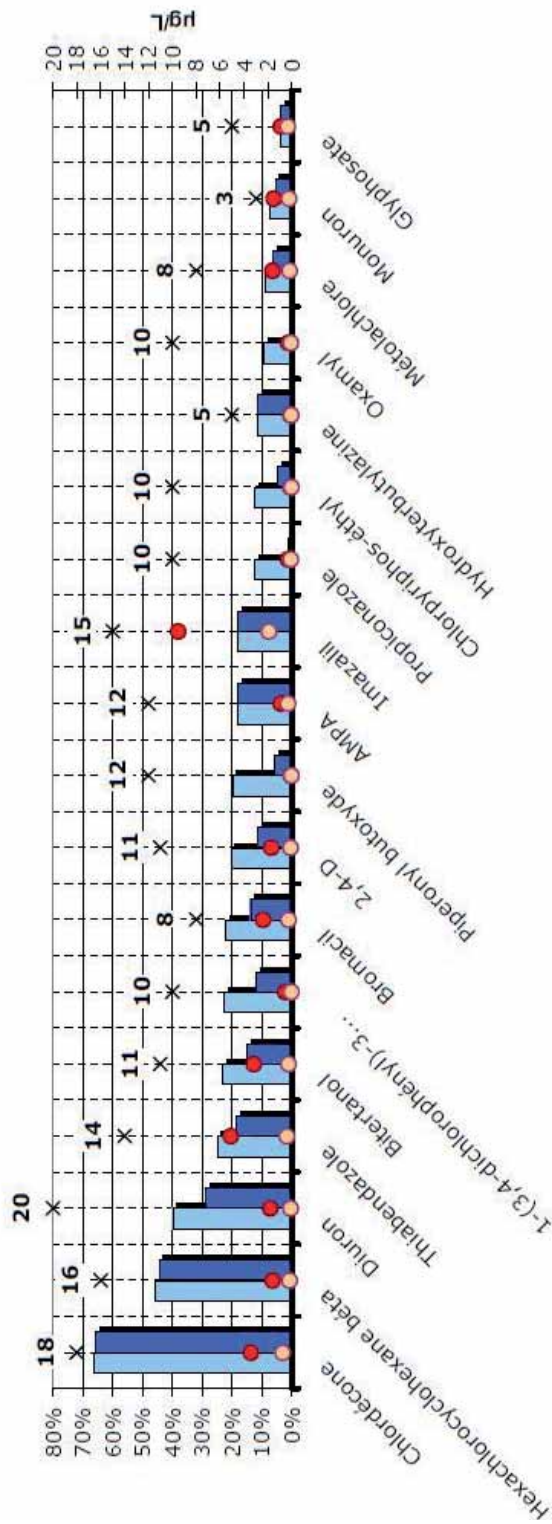 µg/L
80%
70%
60%
50%
40%
30%
20%
10%
0%
20
18
16
14
12
10
8
6
4
2
0
18
16
20
14
11
10
8
11
12
12
15
10
10
5
10
8
3
5
Chlordécone
Hexachlorocyclohexane béta
Diuron
Thiabendazole
Bitertanol
1-(3,4-dichlorophényl)-3...
Bromacil
2,4-D
Piperonyl butoxyde
AMPA
Imazalil
Propiconazole
Chlorpyriphos-éthyl
Hydroxyterbutylazine
Oxamyl
Métolachlore
Monuron
Glyphosate